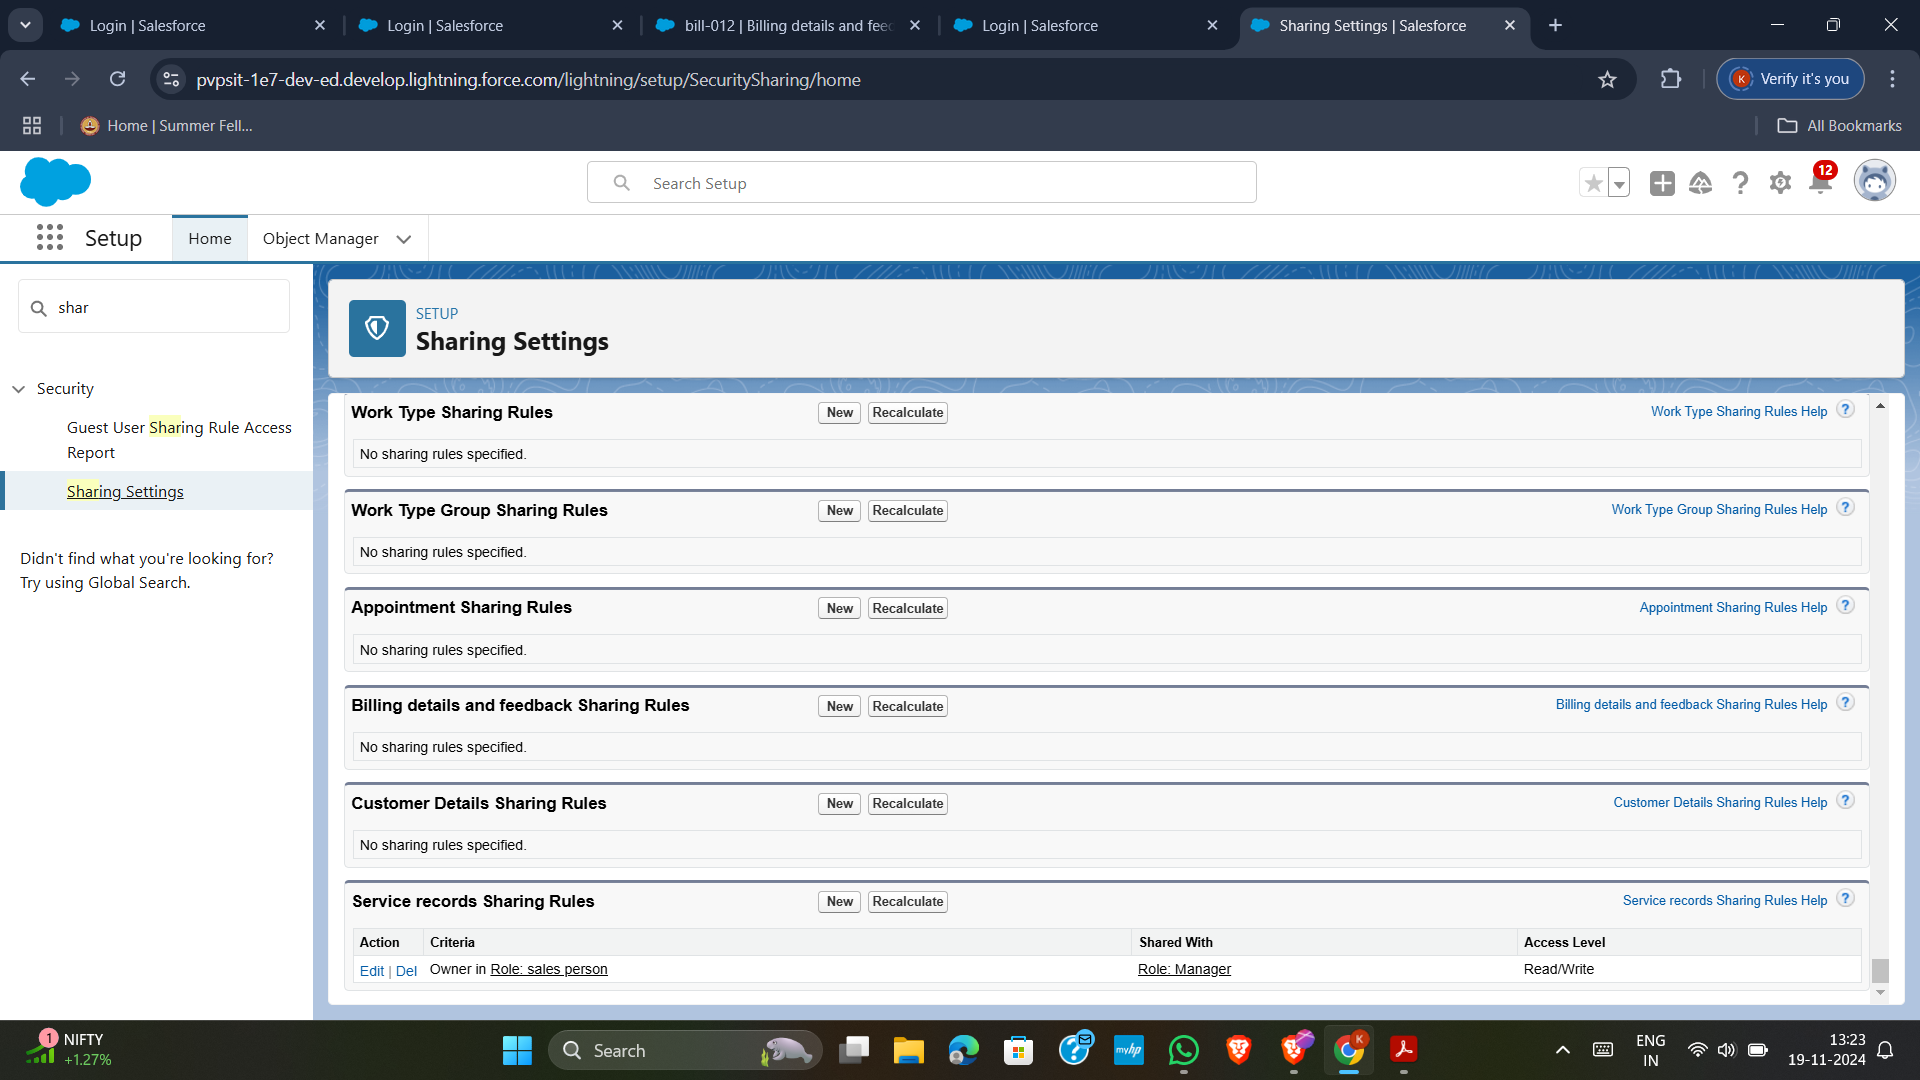 Login | Salesforce
Login | Salesforce
bill-012 | Billing details and feed
Login | Salesforce
Sharing Settings | Salesforce
pvpsit-1e7-dev-ed.develop.lightning.force.com/lightning/setup/SecuritySharing/home
K Verify it's you
Home | Summer Fell...
All Bookmarks
Search Setup
12
Setup
Home
Object Manager
shar
Security
Guest User Sharing Rule Access
Report
Sharing Settings
Didn't find what you're looking for?
Try using Global Search.
SETUP
Sharing Settings
Work Type Sharing Rules New Recalculate Work Type Sharing Rules Help ?
No sharing rules specified.
Work Type Group Sharing Rules New Recalculate Work Type Group Sharing Rules Help ?
No sharing rules specified.
Appointment Sharing Rules New Recalculate Appointment Sharing Rules Help ?
No sharing rules specified.
Billing details and feedback Sharing Rules New Recalculate Billing details and feedback Sharing Rules Help ?
No sharing rules specified.
Customer Details Sharing Rules New Recalculate Customer Details Sharing Rules Help ?
No sharing rules specified.
Service records Sharing Rules New Recalculate Service records Sharing Rules Help ?
Action Criteria Shared With Access Level
Edit | Del Owner in Role: sales person Role: Manager Read/Write
1
NIFTY
+1.27%
Search
myhp
K
ENG
IN
13:23
19-11-2024